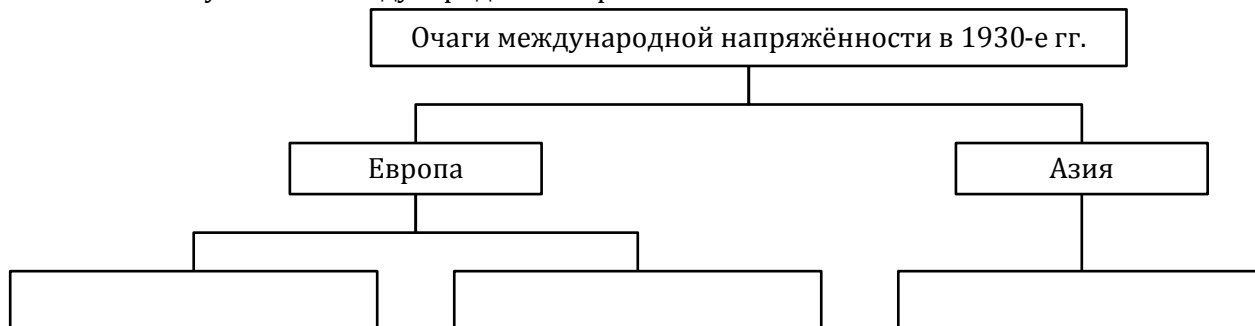 Очаги международной напряжённости в 1930-е гг.
Европа
Азия